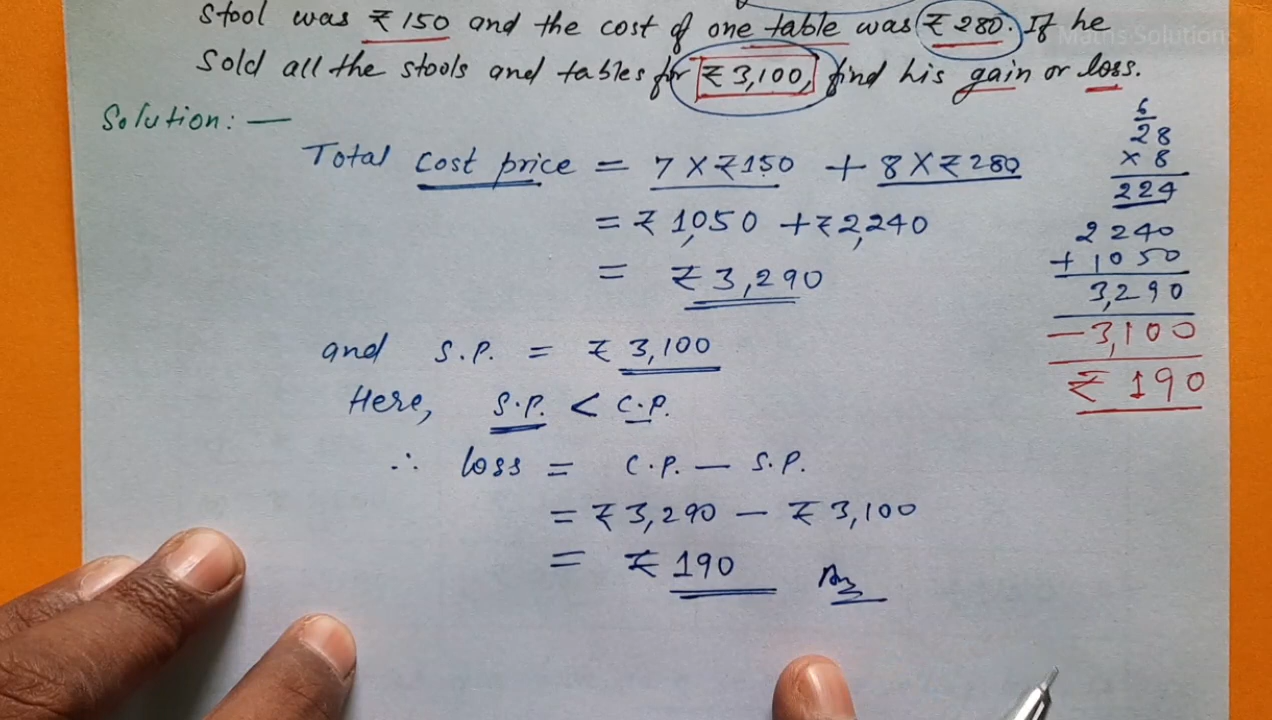 Stool was ₹150 and the cost of one table was ₹280. If he
Maths Solutions
Sold all the stools and tables for ₹3,100, find his gain or loss.
Solution:—
Total cost price = 7 × ₹150 + 8 × ₹280
= ₹1,050 + ₹2,240
= ₹3,290
and S.P. = ₹3,100
Here, S.P. < C.P.
∴ loss = C.P. — S.P.
= ₹3,290 — ₹3,100
= ₹190 Ans
6
28
× 8
224
2240
+ 1050
3,290
— 3,100
₹190